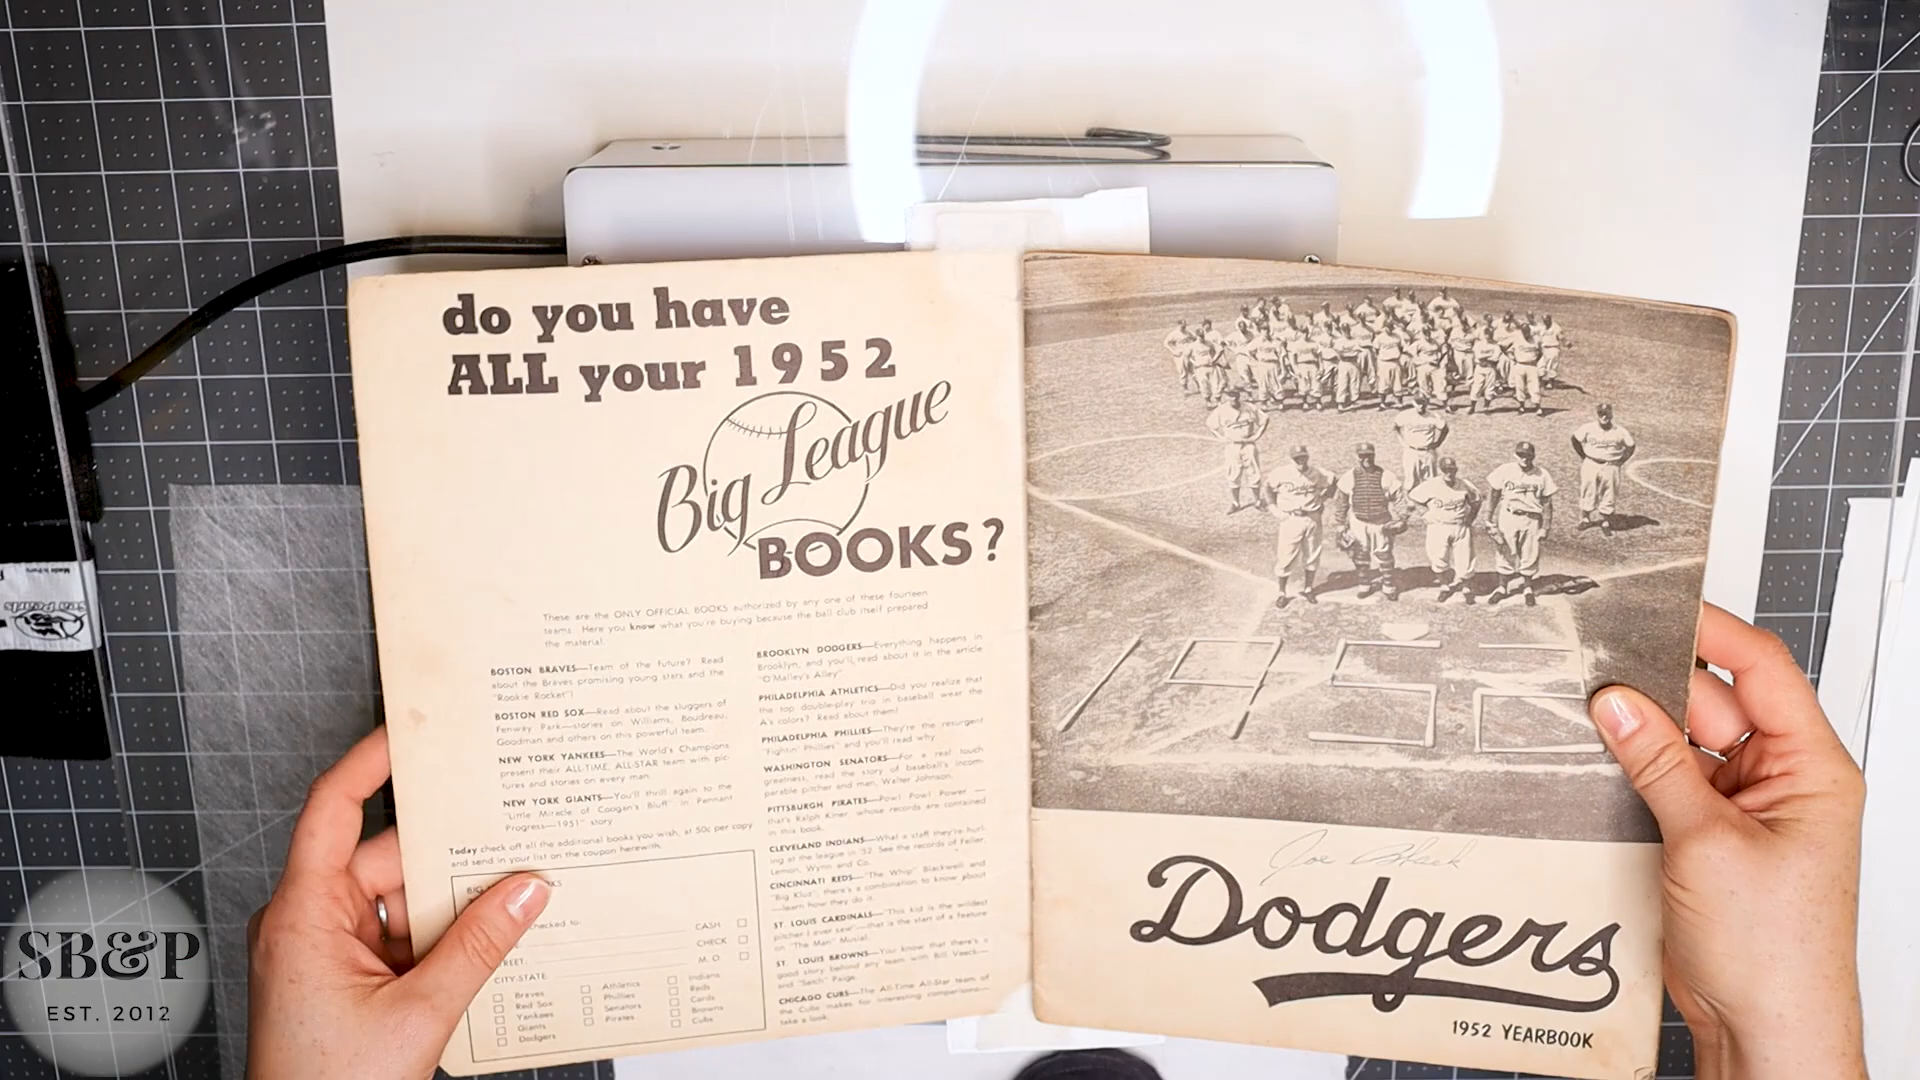 do you have
ALL your 1952
Big League
BOOKS?
These are the ONLY OFFICIAL BOOKS authorized by any one of these fourteen
teams. Here you know what you're buying because the ball club itself prepared
the material.
BOSTON BRAVES—Team of the future? Read
about the Braves promising young stars and the
"Rookie Rocket"!
BOSTON RED SOX—Read about the sluggers of
Fenway Park—stories on Williams, Boudreau,
Goodman and others on this powerful team.
NEW YORK YANKEES—The World's Champions
present their ALL-TIME, ALL-STAR team with pic-
tures and stories on every man.
NEW YORK GIANTS—You'll thrill again to the
"Little Miracle of Coogan's Bluff" in Pennant
Progress—1951" story.
Today check off all the additional books you wish, at 50c per copy
and send in your list on the coupon herewith.
BROOKLYN DODGERS—Everything happens in
Brooklyn, and you'll read about it in the article
"O'Malley's Alley"
PHILADELPHIA ATHLETICS—Did you realize that
the top double-play trio in baseball wear the
A's colors? Read about them!
PHILADELPHIA PHILLIES—They're the resurgent
"Fightin' Phillies" and you'll read why.
WASHINGTON SENATORS—For a real touch
greatness, read the story of baseball's incom-
parable pitcher and man, Walter Johnson.
PITTSBURGH PIRATES—Pow! Pow! Power —
that's Ralph Kiner, whose records are contained
in this book.
CLEVELAND INDIANS—What a staff they're hurl-
ing at the league in '52. See the records of Feller,
Lemon, Wynn and Co.
CINCINNATI REDS—"The Whip" Blackwell and
"Big Kluz", there's a combination to know about
—learn how they do it.
ST. LOUIS CARDINALS—"This kid is the wildest
pitcher I ever saw"—that is the start of a feature
on "The Man" Musial.
ST. LOUIS BROWNS—You know that there's a
good story behind any team with Bill Veeck—
and "Satch" Paige.
CHICAGO CUBS—The All-Time All-Star team of
the Cubs makes for interesting comparisons—
take a look.
BIG
KS
checked to:
CASH
CHECK
M. O.
CITY-STATE
Braves
Red Sox
Yankees
Giants
Dodgers
Athletics
Phillies
Senators
Pirates
Indians
Reds
Cards
Browns
Cubs
1952
Joe
Dodgers
1952 YEARBOOK
SB&P
EST. 2012